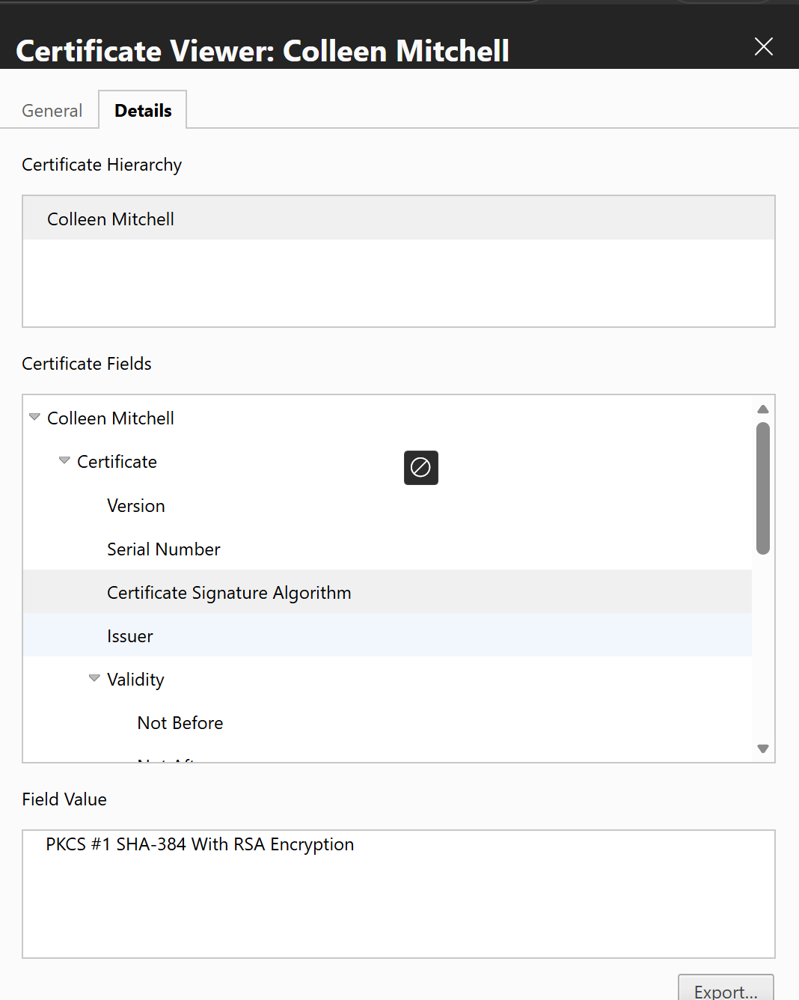 Certificate Viewer: Colleen Mitchell
General
Details
Certificate Hierarchy
Colleen Mitchell
Certificate Fields
Colleen Mitchell
Certificate
Version
Serial Number
Certificate Signature Algorithm
Issuer
Validity
Not Before
Field Value
PKCS #1 SHA-384 With RSA Encryption
Export...